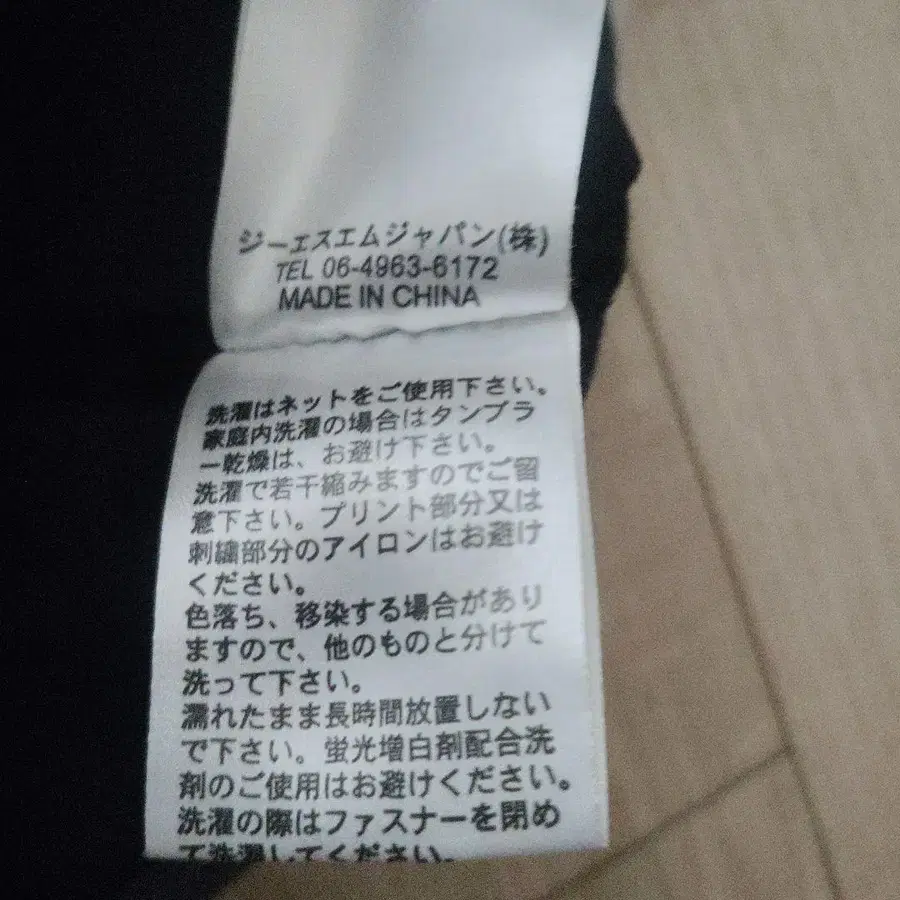 ジーエスエムジャパン(株)
TEL 06-4963-6172
MADE IN CHINA
洗濯はネットをご使用下さい。
家庭内洗濯の場合はタンブラ
ー乾燥は、お避け下さい。
洗濯で若干縮みますのでご留
意下さい。プリント部分又は
刺繍部分のアイロンはお避け
ください。
色落ち、移染する場合があり
ますので、他のものと分けて
洗って下さい。
濡れたまま長時間放置しない
で下さい。蛍光増白剤配合洗
剤のご使用はお避けください。
洗濯の際はファスナーを閉め
て洗濯してください。